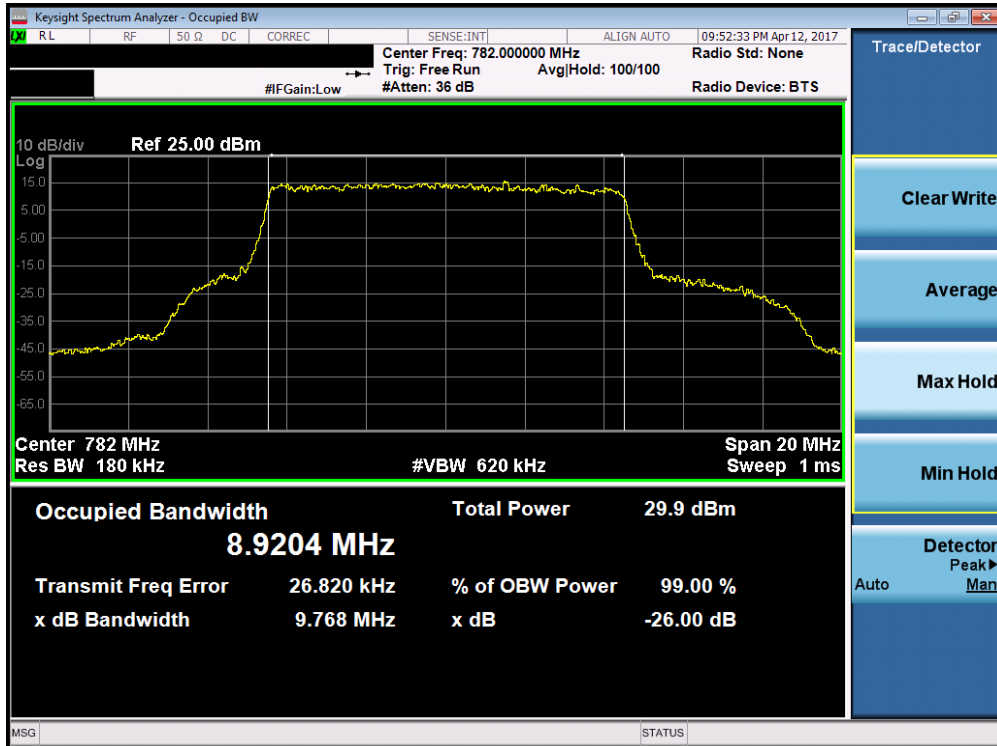 Keysight Spectrum Analyzer - Occupied BW
LXI RL RF 50 Ω DC CORREC SENSE:INT ALIGN AUTO 09:52:33 PM Apr 12, 2017
Center Freq: 782.000000 MHz Radio Std: None
Trig: Free Run Avg|Hold: 100/100
#IFGain:Low #Atten: 36 dB Radio Device: BTS
Trace/Detector
10 dB/div Ref 25.00 dBm
Log
15.0
5.00
-5.00
-15.0
-25.0
-35.0
-45.0
-55.0
-65.0
Center 782 MHz Span 20 MHz
Res BW 180 kHz #VBW 620 kHz Sweep 1 ms
Occupied Bandwidth Total Power 29.9 dBm
8.9204 MHz
Transmit Freq Error 26.820 kHz % of OBW Power 99.00 %
x dB Bandwidth 9.768 MHz x dB -26.00 dB
Clear Write
Average
Max Hold
Min Hold
Detector
Peak▶
Auto Man
MSG STATUS